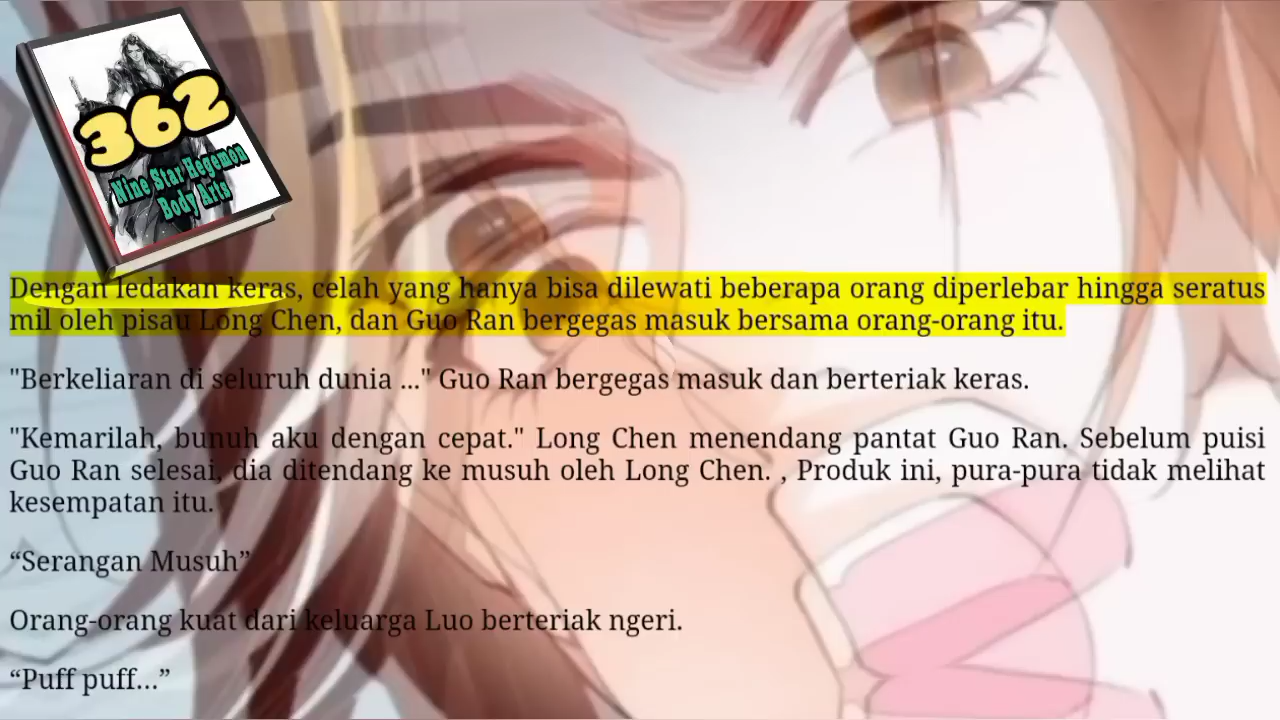 362
Nine Star Hegemon
Body Arts
Dengan ledakan keras, celah yang hanya bisa dilewati beberapa orang diperlebar hingga seratus
mil oleh pisau Long Chen, dan Guo Ran bergegas masuk bersama orang-orang itu.
"Berkeliaran di seluruh dunia ..." Guo Ran bergegas masuk dan berteriak keras.
"Kemarilah, bunuh aku dengan cepat." Long Chen menendang pantat Guo Ran. Sebelum puisi
Guo Ran selesai, dia ditendang ke musuh oleh Long Chen. , Produk ini, pura-pura tidak melihat
kesempatan itu.
“Serangan Musuh”
Orang-orang kuat dari keluarga Luo berteriak ngeri.
“Puff puff...”